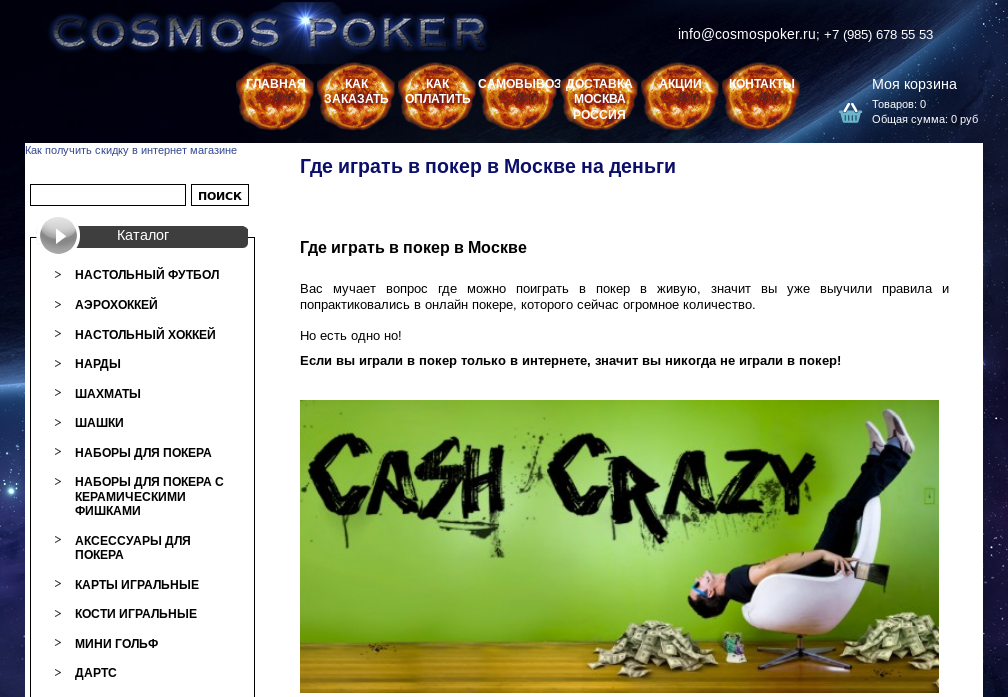 COSMOS POKER
info@cosmospoker.ru; +7 (985) 678 55 53
ГЛАВНАЯ
КАК
ЗАКАЗАТЬ
КАК
ОПЛАТИТЬ
САМОВЫВОЗ
ДОСТАВКА
МОСКВА
РОССИЯ
АКЦИИ
КОНТАКТЫ
Моя корзина
Товаров: 0
Общая сумма: 0 руб
Как получить скидку в интернет магазине
ПОИСК
Каталог
> НАСТОЛЬНЫЙ ФУТБОЛ
> АЭРОХОККЕЙ
> НАСТОЛЬНЫЙ ХОККЕЙ
> НАРДЫ
> ШАХМАТЫ
> ШАШКИ
> НАБОРЫ ДЛЯ ПОКЕРА
> НАБОРЫ ДЛЯ ПОКЕРА С
КЕРАМИЧЕСКИМИ
ФИШКАМИ
> АКСЕССУАРЫ ДЛЯ
ПОКЕРА
> КАРТЫ ИГРАЛЬНЫЕ
> КОСТИ ИГРАЛЬНЫЕ
> МИНИ ГОЛЬФ
> ДАРТС
Где играть в покер в Москве на деньги
Где играть в покер в Москве
Вас мучает вопрос где можно поиграть в покер в живую, значит вы уже выучили правила и
попрактиковались в онлайн покере, которого сейчас огромное количество.
Но есть одно но!
Если вы играли в покер только в интернете, значит вы никогда не играли в покер!
CASH CRAZY